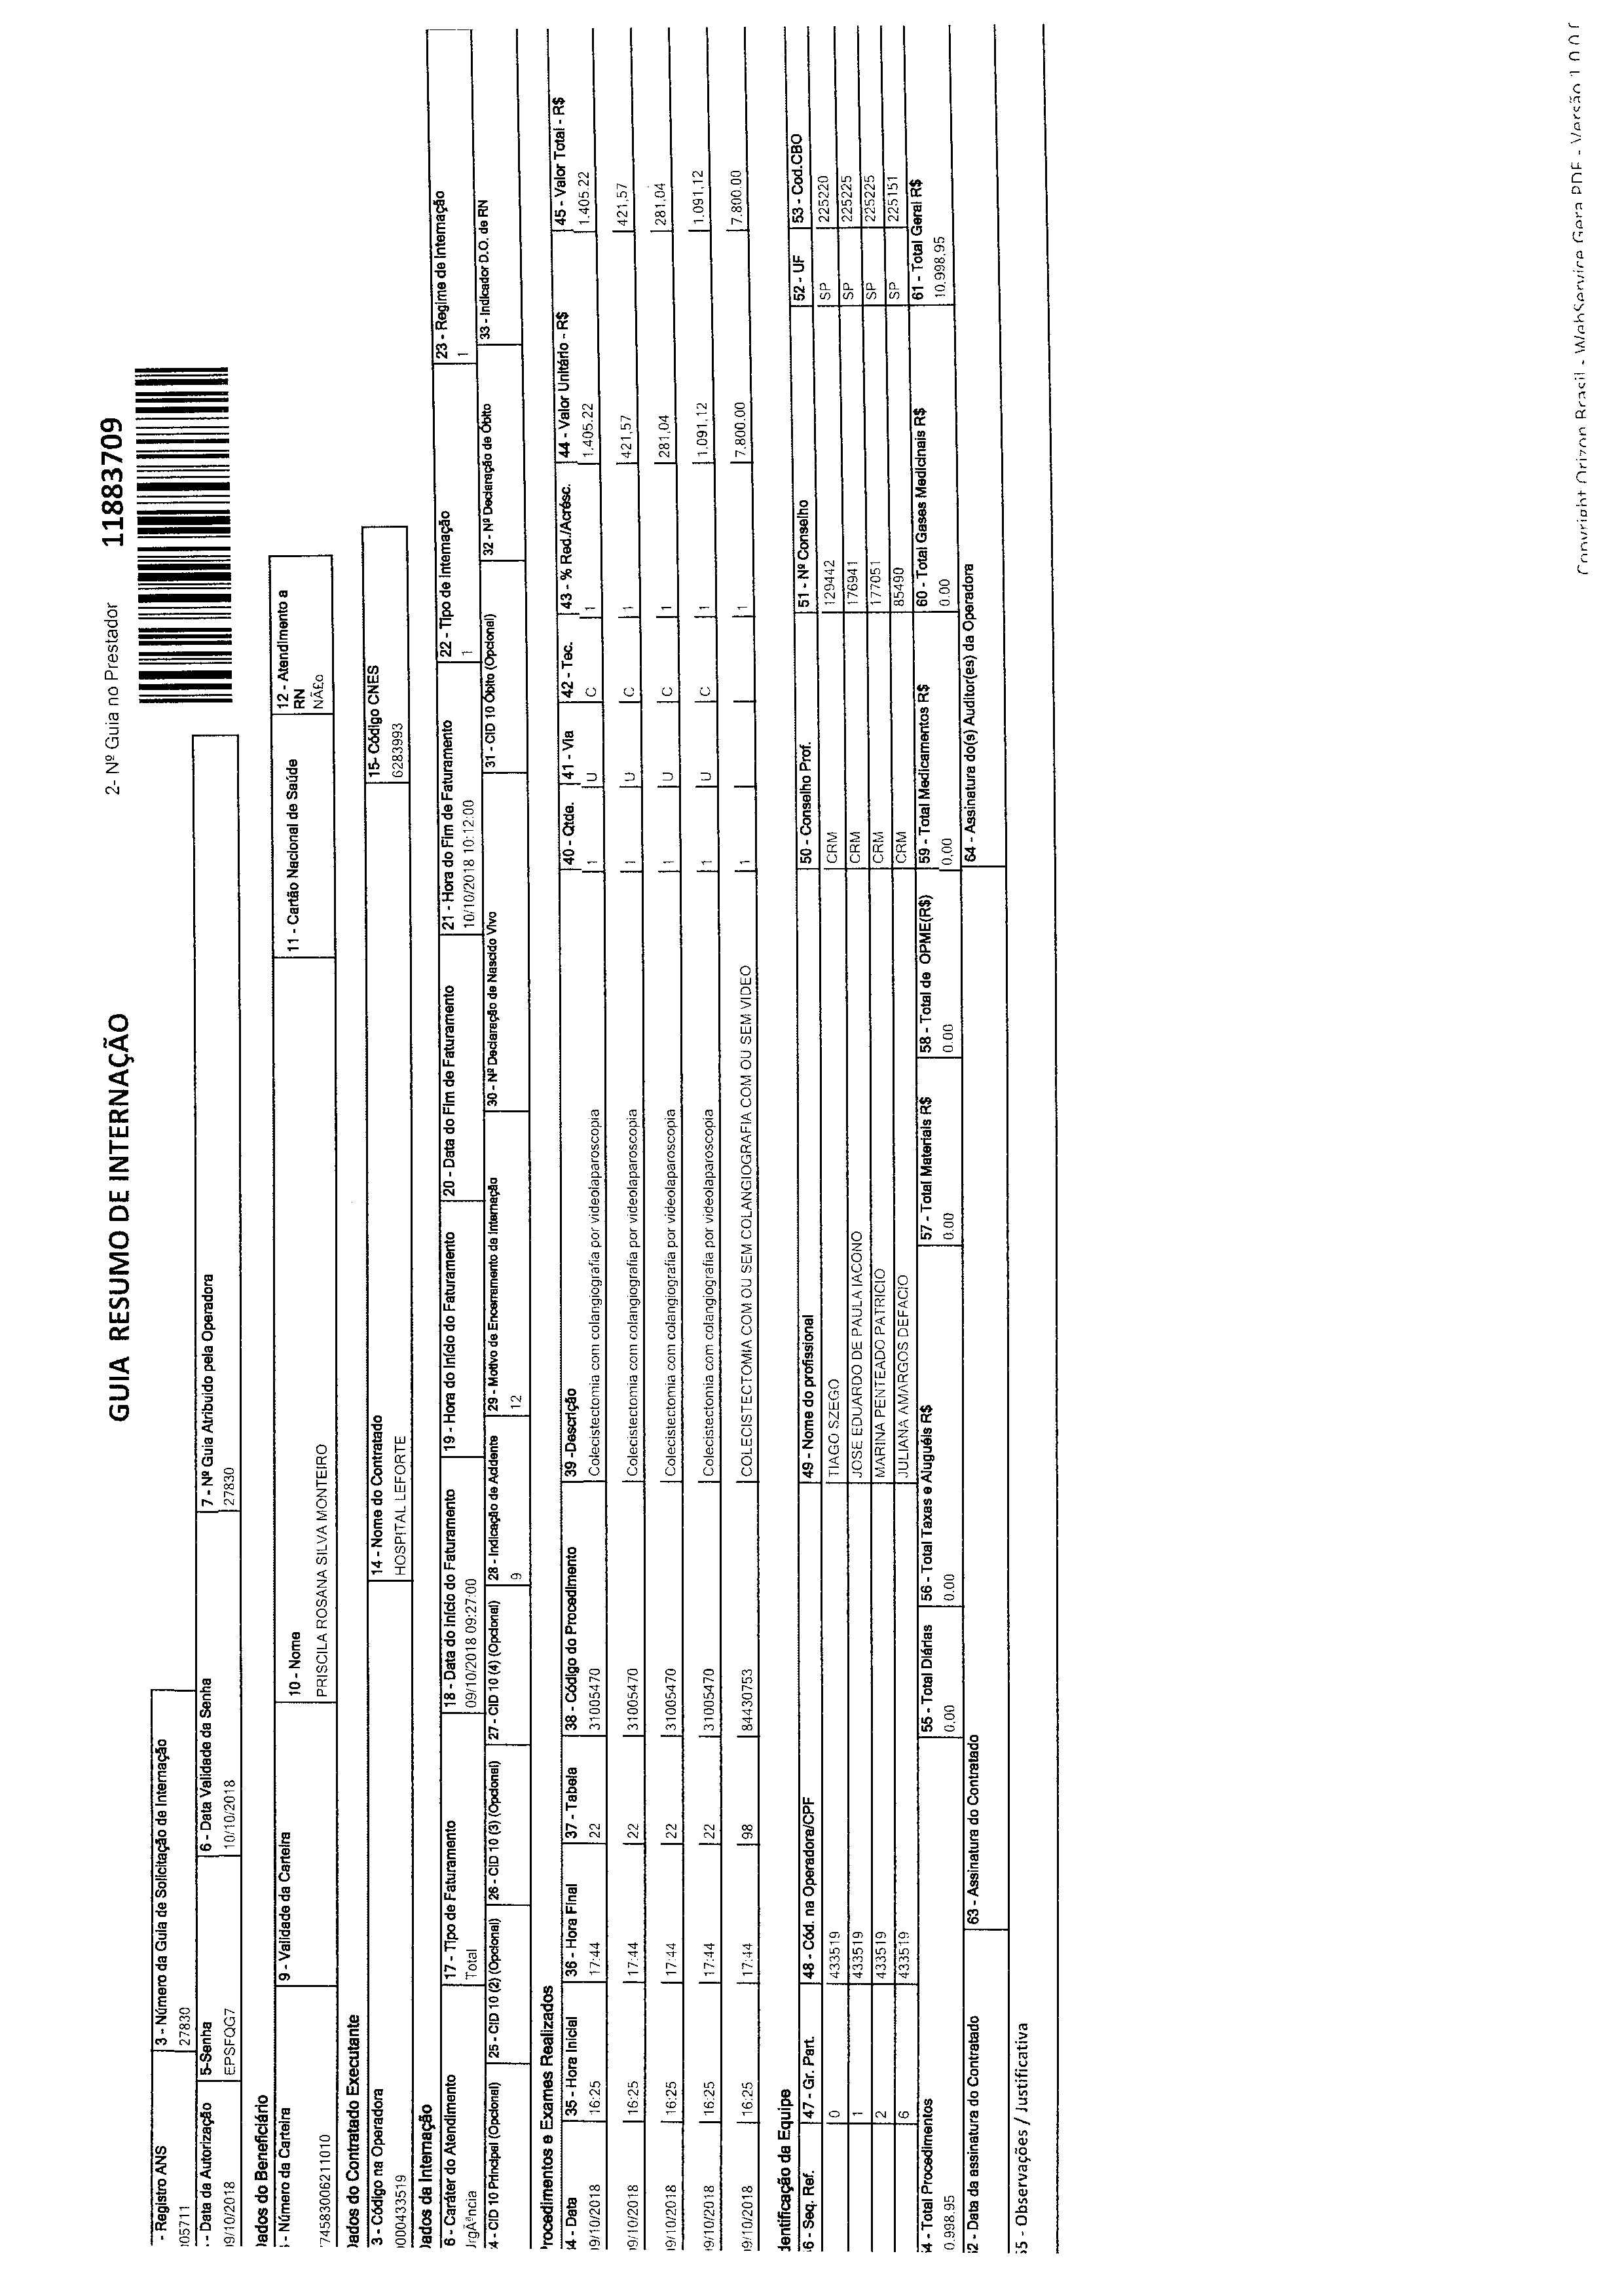 GUIA RESUMO DE INTERNAÇÃO
2- Nº Guia no Prestador 11883709
- Registro ANS 3 - Número da Guia de Solicitação de Internação
05711 27830
- Data da Autorização 5-Senha 6 - Data Validade da Senha 7 - Nº Guia Atribuido pela Operadora
9/10/2018 EPSFQG7 10/10/2018 27830
ados do Beneficiário
- Número da Carteira 9 - Validade da Carteira 10 - Nome 11 - Cartão Nacional de Saúde 12 - Atendimento a RN
74583006211010 PRISCILA ROSANA SILVA MONTEIRO NÃ£o
ados do Contratado Executante
3 - Código na Operadora 14 - Nome do Contratado 15- Código CNES
0000433519 HOSPITAL LEFORTE 6283993
ados da Internação
6 - Caráter do Atendimento 17 - Tipo de Faturamento 18 - Data do Início do Faturamento 19 - Hora do Início do Faturamento 20 - Data do Fim de Faturamento 21 - Hora do Fim de Faturamento 22 - Tipo de Internação 23 - Regime de Internação
JrgÃªncia Total 09/10/2018 09:27:00 10/10/2018 10:12:00 1 1
4 - CID 10 Principal (Opcional) 25 - CID 10 (2) (Opcional) 26 - CID 10 (3) (Opcional) 27 - CID 10 (4) (Opcional) 28 - Indicação de Acidente 29 - Motivo de Encerramento da Internação 30 - Nº Declaração de Nascido Vivo 31 - CID 10 Óbito (Opcional) 32 - Nº Declaração de Óbito 33 - Indicador D.O. de RN
9 12
rocedimentos e Exames Realizados
4 - Data 35 - Hora Inicial 36 - Hora Final 37 - Tabela 38 - Código do Procedimento 39 -Descrição 40 - Qtde. 41 - Via 42 - Tec. 43 - % Red./Acrésc. 44 - Valor Unitário - R$ 45 - Valor Total - R$
9/10/2018 16:25 17:44 22 31005470 Colecistectomia com colangiografia por videolaparoscopia 1 U C 1 1.405.22 1.405.22
9/10/2018 16:25 17:44 22 31005470 Colecistectomia com colangiografia por videolaparoscopia 1 U C 1 421,57 421,57
9/10/2018 16:25 17:44 22 31005470 Colecistectomia com colangiografia por videolaparoscopia 1 U C 1 281,04 281.04
9/10/2018 16:25 17:44 22 31005470 Colecistectomia com colangiografia por videolaparoscopia 1 U C 1 1.091,12 1.091,12
9/10/2018 16:25 17:44 98 84430753 COLECISTECTOMIA COM OU SEM COLANGIOGRAFIA COM OU SEM VIDEO 1 1 7.800.00 7.800.00
dentificação da Equipe
6 - Seq. Ref. 47 - Gr. Part. 48 - Cód. na Operadora/CPF 49 - Nome do profissional 50 - Conselho Prof. 51 - Nº Conselho 52 - UF 53 - Cod.CBO
0 433519 TIAGO SZEGO CRM 129442 SP 225220
1 433519 JOSE EDUARDO DE PAULA IACONO CRM 176941 SP 225225
2 433519 MARINA PENTEADO PATRICIO CRM 177051 SP 225225
6 433519 JULIANA AMARGOS DEFACIO CRM 85490 SP 225151
4 - Total Procedimentos 55 - Total Diárias 56 - Total Taxas e Aluguéis R$ 57 - Total Materiais R$ 58 - Total de OPME(R$) 59 - Total Medicamentos R$ 60 - Total Gases Medicinais R$ 61 - Total Geral R$
0.998.95 0.00 0.00 0.00 0.00 0,00 0.00 10,998.95
2 - Data da assinatura do Contratado 63 - Assinatura do Contratado 64 - Assinatura do(s) Auditor(es) da Operadora
5 - Observações / Justificativa
Copyright Orizon Brasil - WebService Gera PDF - Versão 1.0.0